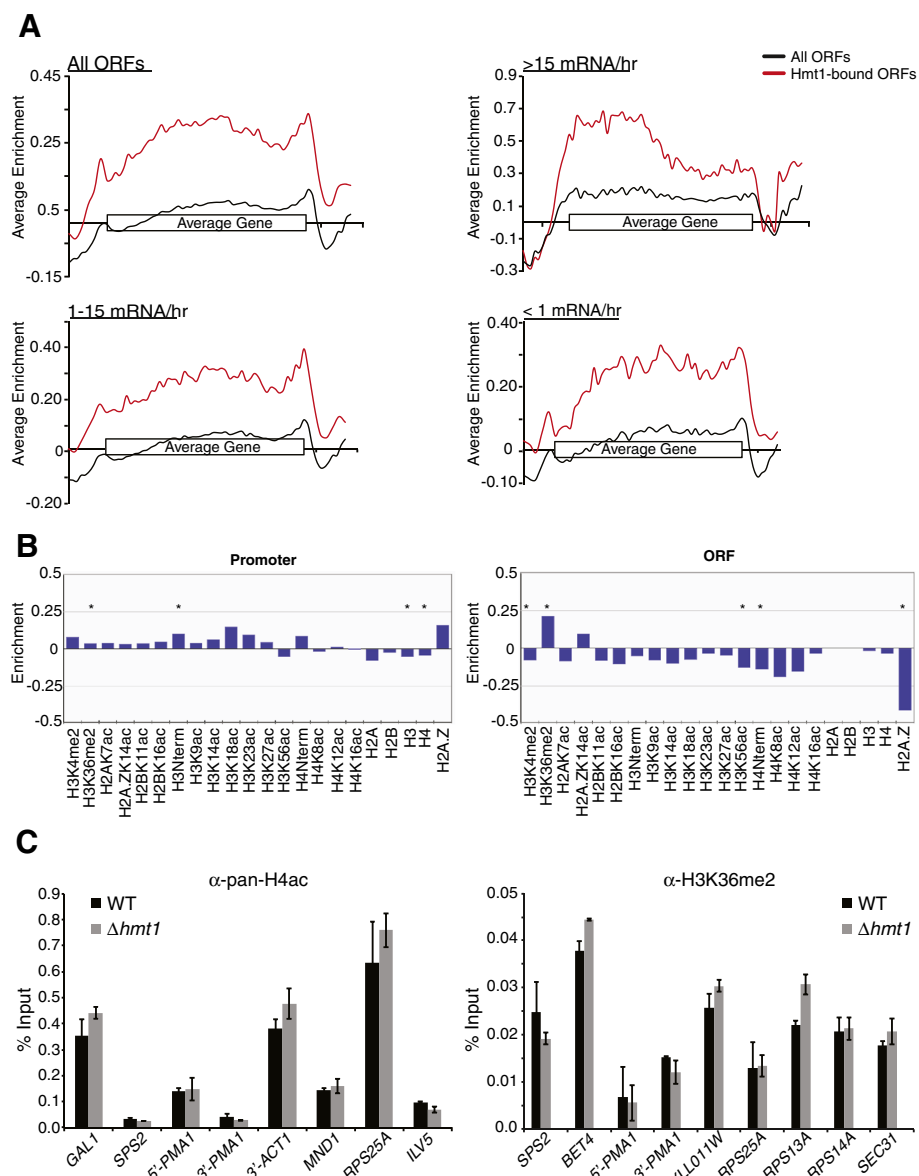 A
All ORFs
0.45
0.25
0.5
-0.15
Average Enrichment
Average Gene
>15 mRNA/hr
0.9
0.7
0.5
0.3
0.1
-0.1
-0.3
Average Enrichment
Average Gene
All ORFs
Hmt1-bound ORFs
1-15 mRNA/hr
0.40
0.20
0
-0.20
Average Enrichment
Average Gene
< 1 mRNA/hr
0.40
0.20
0
-0.10
Average Enrichment
Average Gene
B
Promoter
0.5
0.25
0
-0.25
-0.5
Enrichment
* * * *
H3K4me2
H3K36me2
H2AK7ac
H2A.ZK14ac
H2BK11ac
H2BK16ac
H3Nterm
H3K9ac
H3K14ac
H3K18ac
H3K23ac
H3K27ac
H3K56ac
H4Nterm
H4K8ac
H4K12ac
H4K16ac
H2A
H2B
H3
H4
H2A.Z
ORF
0.5
0.25
0
-0.25
-0.5
Enrichment
* * * * *
H3K4me2
H3K36me2
H2AK7ac
H2A.ZK14ac
H2BK11ac
H2BK16ac
H3Nterm
H3K9ac
H3K14ac
H3K18ac
H3K23ac
H3K27ac
H3K56ac
H4Nterm
H4K8ac
H4K12ac
H4K16ac
H2A
H2B
H3
H4
H2A.Z
C
α-pan-H4ac
0.9
0.8
0.7
0.6
0.5
0.4
0.3
0.2
0.1
0.0
% Input
WT
Δhmt1
GAL1
SPS2
5'-PMA1
3'-PMA1
3'-ACT1
MND1
RPS25A
ILV5
α-H3K36me2
0.05
0.04
0.03
0.02
0.01
0
% Input
WT
Δhmt1
SPS2
BET4
5'-PMA1
3'-PMA1
ILL011W
RPS25A
RPS13A
RPS14A
SEC31